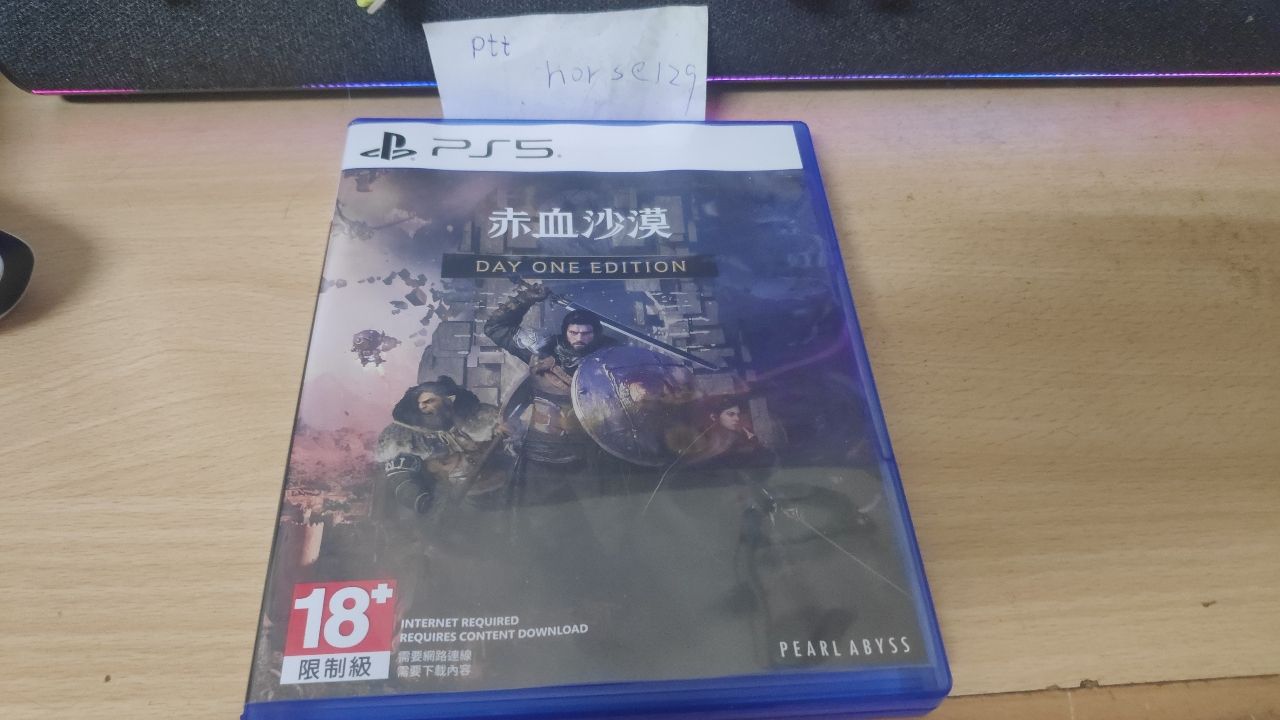 ptt
horse129
PS5
赤血沙漠
DAY ONE EDITION
18+
限制級
INTERNET REQUIRED
REQUIRES CONTENT DOWNLOAD
需要網路連線
需要下載內容
PEARL ABYSS